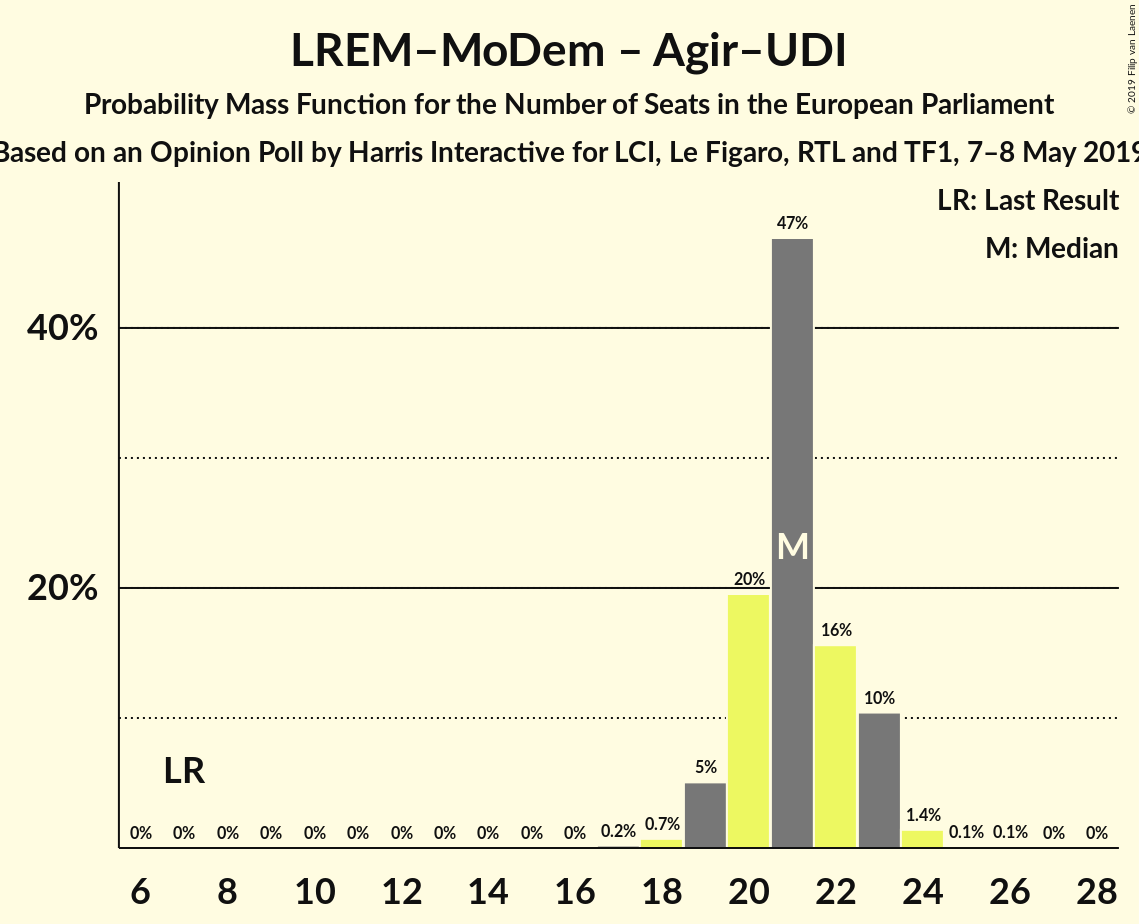 LREM–MoDem – Agir–UDI
Probability Mass Function for the Number of Seats in the European Parliament
Based on an Opinion Poll by Harris Interactive for LCI, Le Figaro, RTL and TF1, 7–8 May 2019
© 2019 Filip van Laenen
LR: Last Result
M: Median
47%
40%
M
20%
20%
16%
10%
LR
5%
0% 0% 0% 0% 0% 0% 0% 0% 0% 0% 0% 0.2% 0.7% 1.4% 0.1% 0.1% 0% 0%
6 8 10 12 14 16 18 20 22 24 26 28